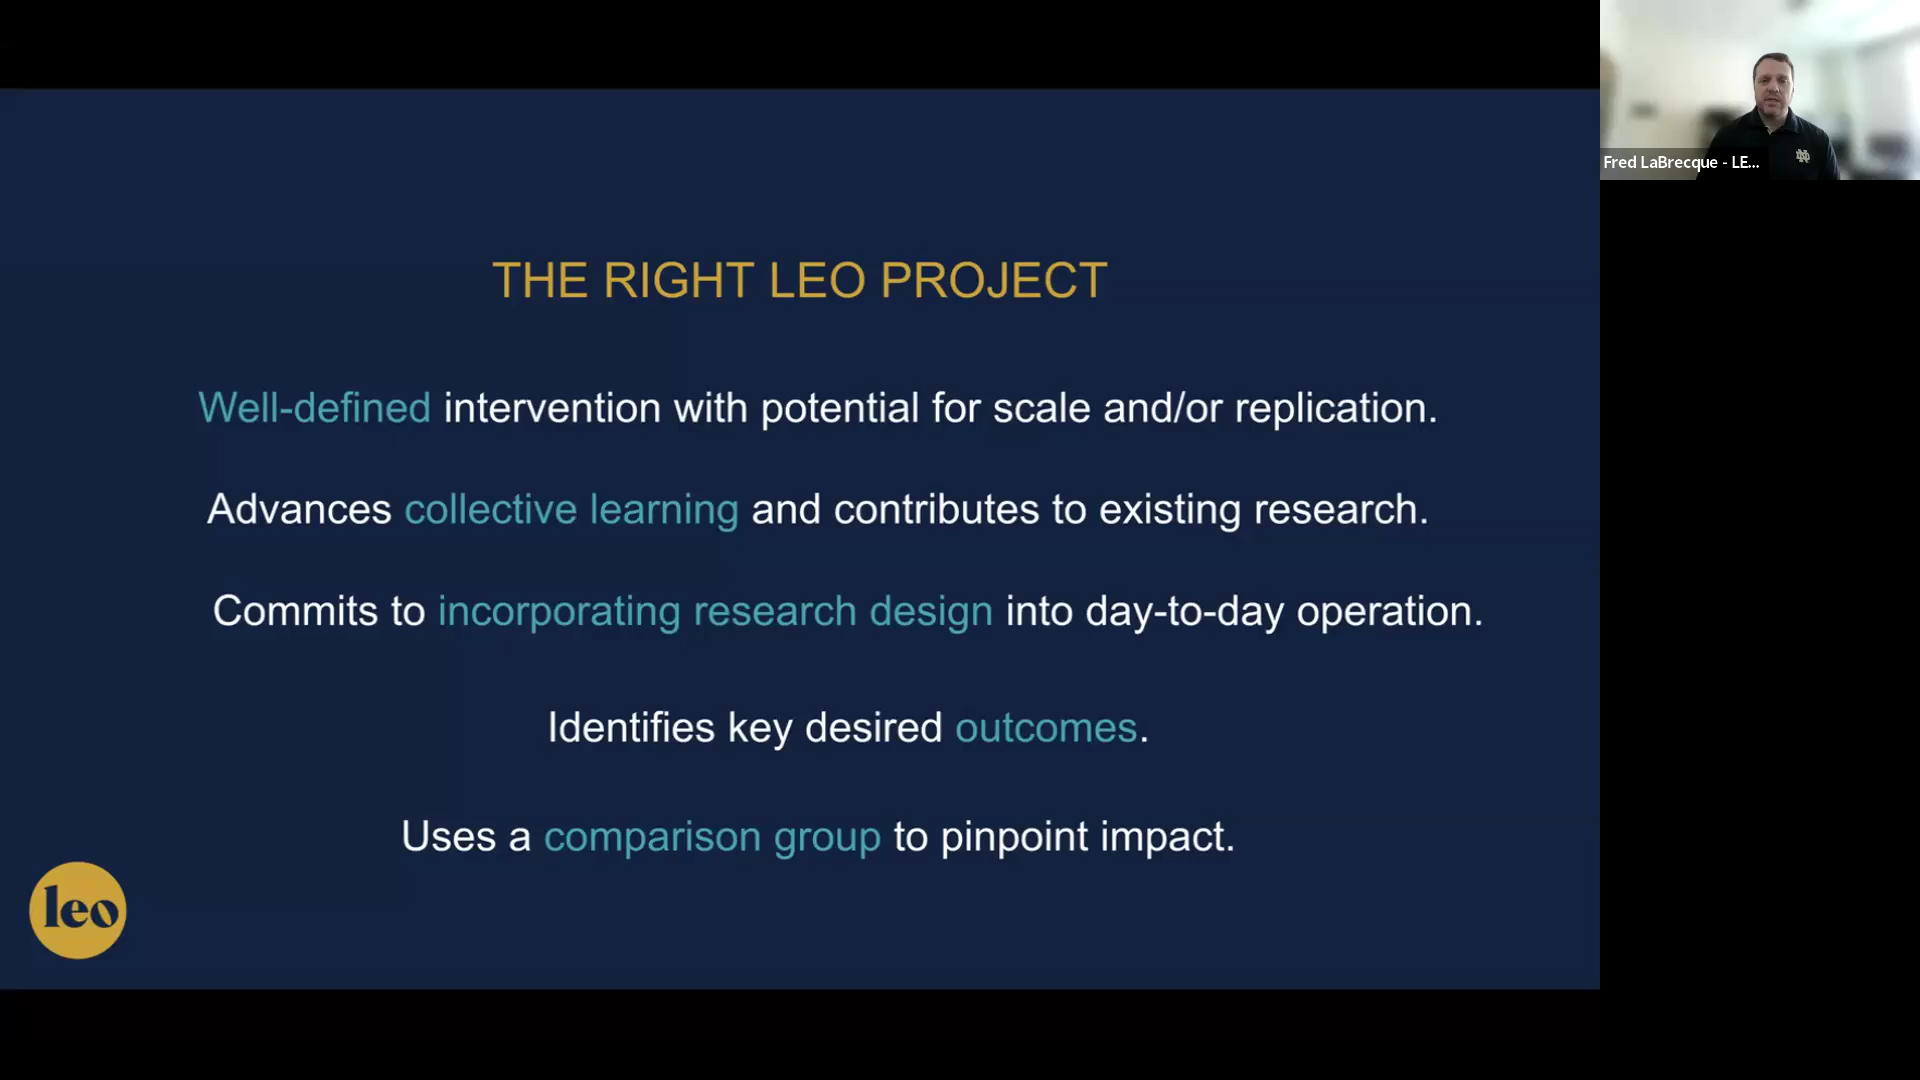 THE RIGHT LEO PROJECT
Well-defined intervention with potential for scale and/or replication.
Advances collective learning and contributes to existing research.
Commits to incorporating research design into day-to-day operation.
Identifies key desired outcomes.
Uses a comparison group to pinpoint impact.
leo
Fred LaBrecque - LE...
ND